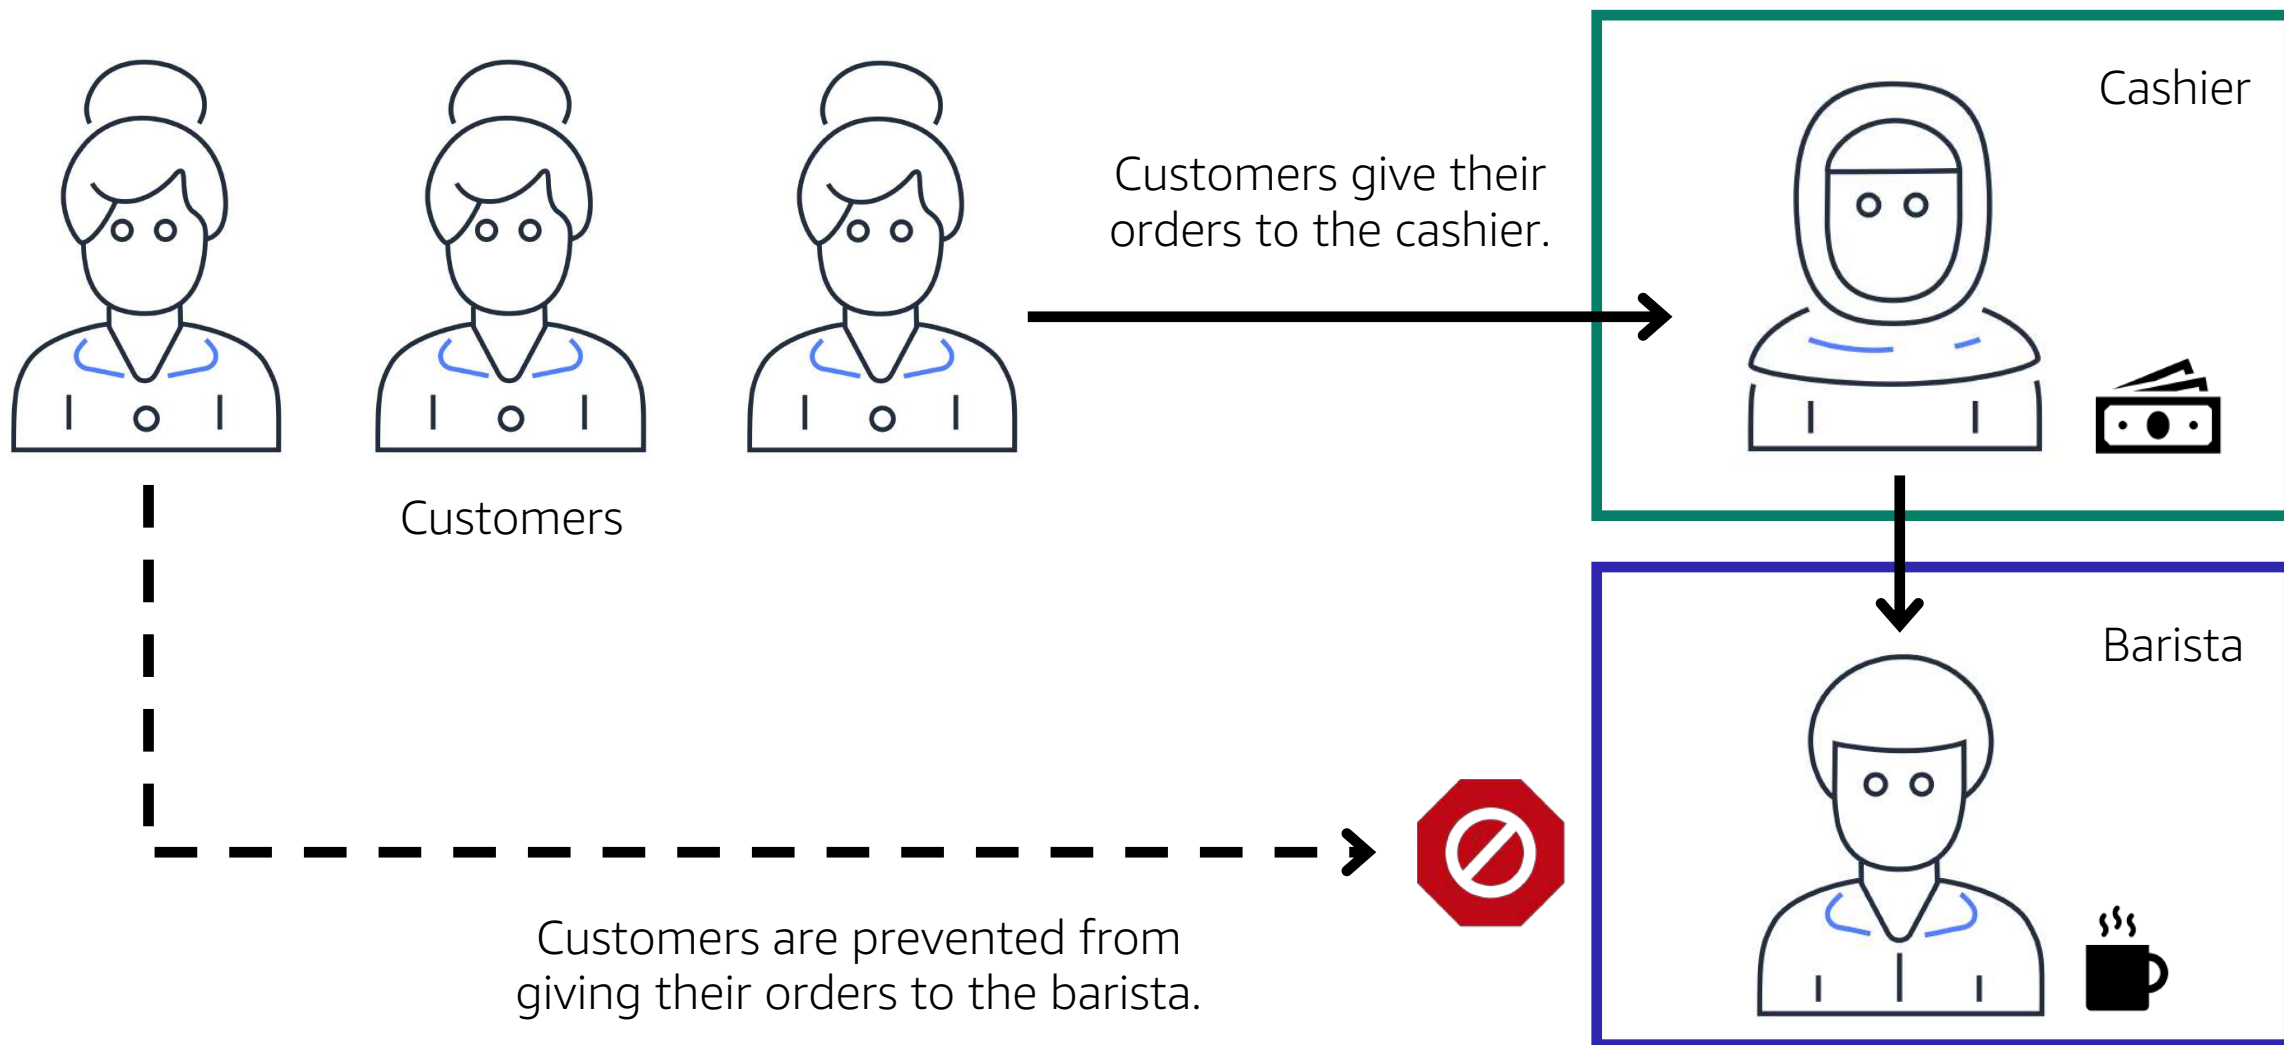 Cashier
Customers give their
orders to the cashier.
Customers
Barista
Customers are prevented from
giving their orders to the barista.